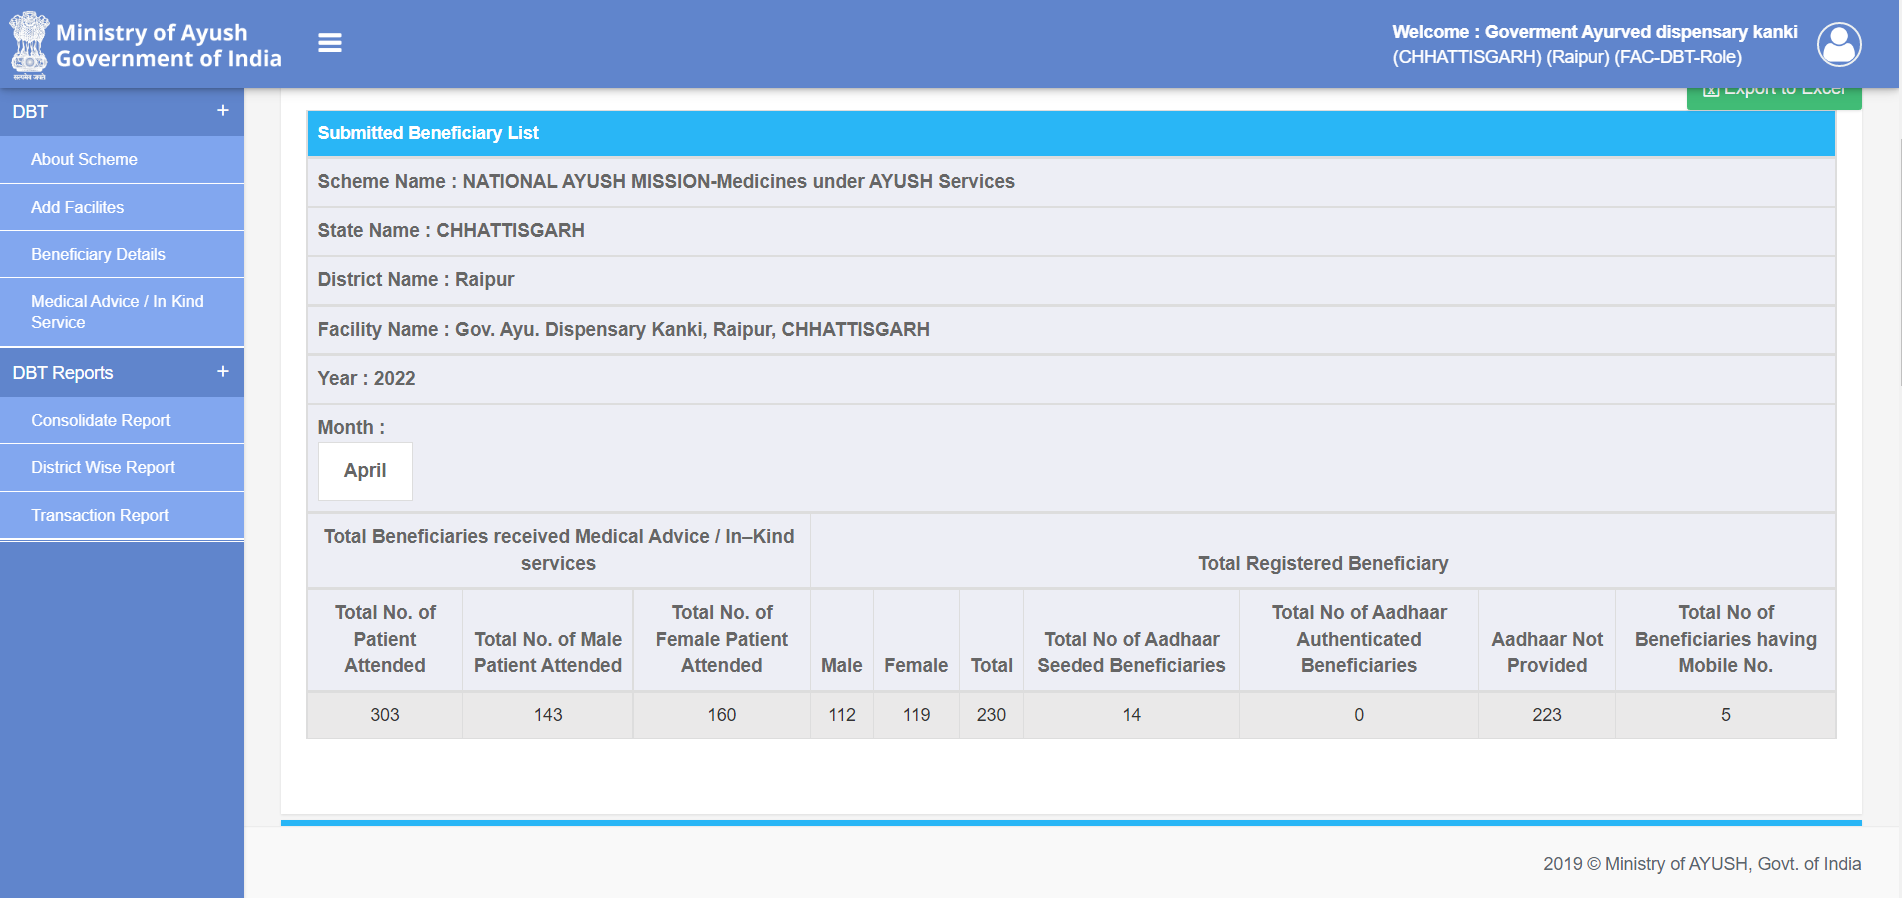 सत्यमेव जयते
Ministry of Ayush
Government of India
Welcome : Goverment Ayurved dispensary kanki
(CHHATTISGARH) (Raipur) (FAC-DBT-Role)
DBT +
About Scheme
Add Facilites
Beneficiary Details
Medical Advice / In Kind
Service
DBT Reports +
Consolidate Report
District Wise Report
Transaction Report
Export to Excel
Submitted Beneficiary List
Scheme Name : NATIONAL AYUSH MISSION-Medicines under AYUSH Services
State Name : CHHATTISGARH
District Name : Raipur
Facility Name : Gov. Ayu. Dispensary Kanki, Raipur, CHHATTISGARH
Year : 2022
Month :
April
Total Beneficiaries received Medical Advice / In–Kind
services
Total Registered Beneficiary
Total No. of
Patient
Attended
Total No. of Male
Patient Attended
Total No. of
Female Patient
Attended
Male
Female
Total
Total No of Aadhaar
Seeded Beneficiaries
Total No of Aadhaar
Authenticated
Beneficiaries
Aadhaar Not
Provided
Total No of
Beneficiaries having
Mobile No.
303 143 160 112 119 230 14 0 223 5
2019 © Ministry of AYUSH, Govt. of India